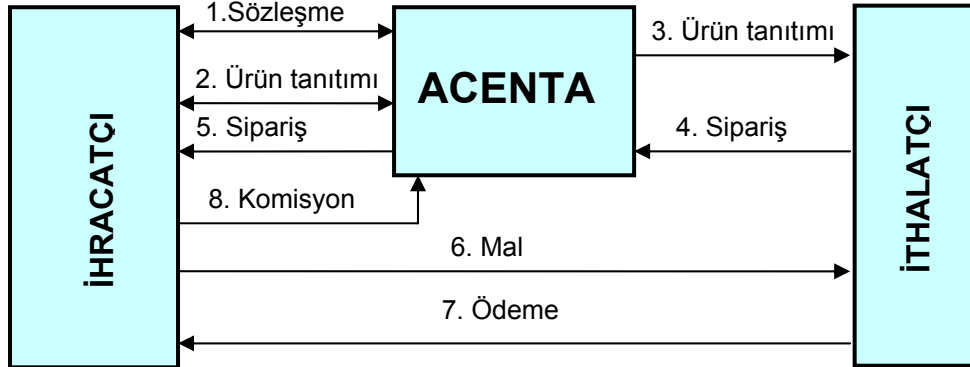 1.Sözleşme
3. Ürün tanıtımı
2. Ürün tanıtımı
ACENTA
5. Sipariş
4. Sipariş
8. Komisyon
6. Mal
7. Ödeme
İHRACATÇI
İTHALATÇI